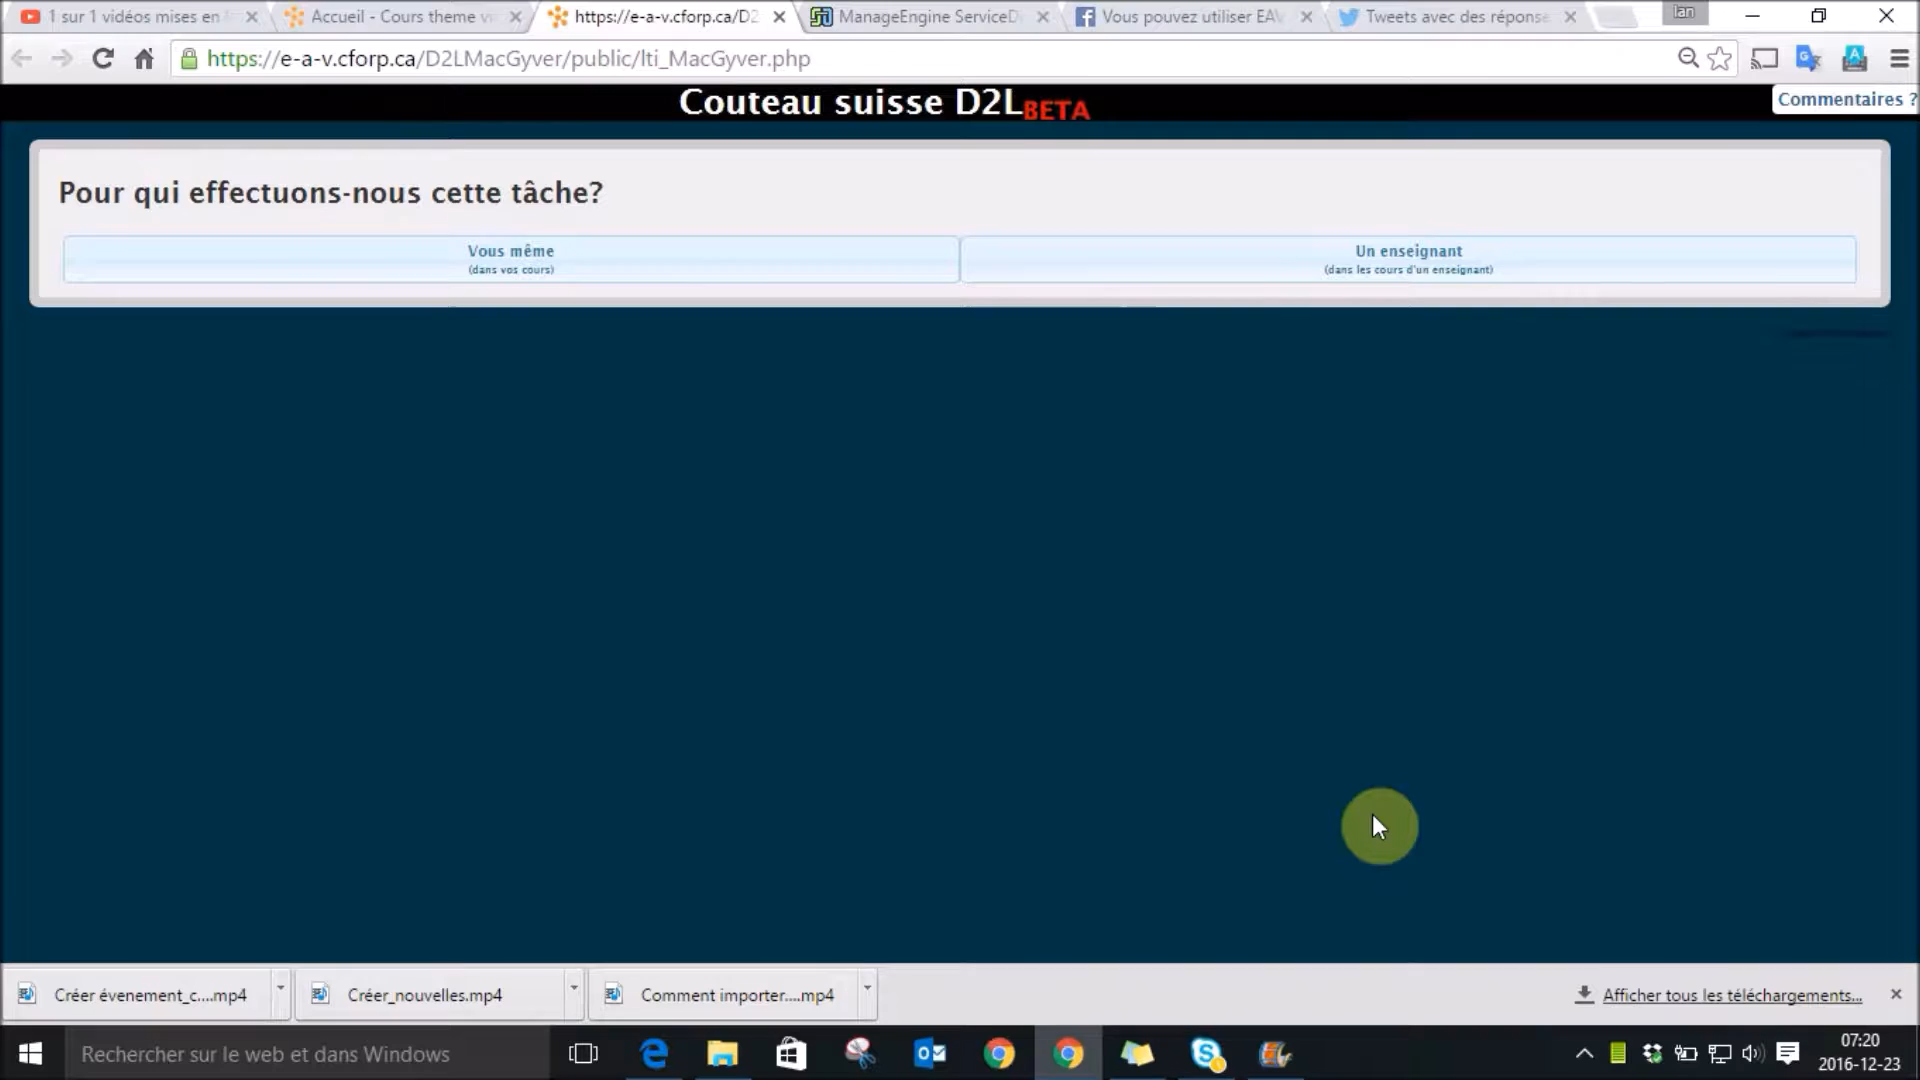 1 sur 1 vidéos mises en
Accueil - Cours theme
https://e-a-v.cforp.ca/D2
ManageEngine ServiceD
Vous pouvez utiliser EAV
Tweets avec des réponse
Ian
https://e-a-v.cforp.ca/D2LMacGyver/public/lti_MacGyver.php
Couteau suisse D2LBETA
Commentaires ?
Pour qui effectuons-nous cette tâche?
Vous même
(dans vos cours)
Un enseignant
(dans les cours d'un enseignant)
Créer évenement_c....mp4
Créer_nouvelles.mp4
Comment importer....mp4
Afficher tous les téléchargements...
Rechercher sur le web et dans Windows
07:20
2016-12-23